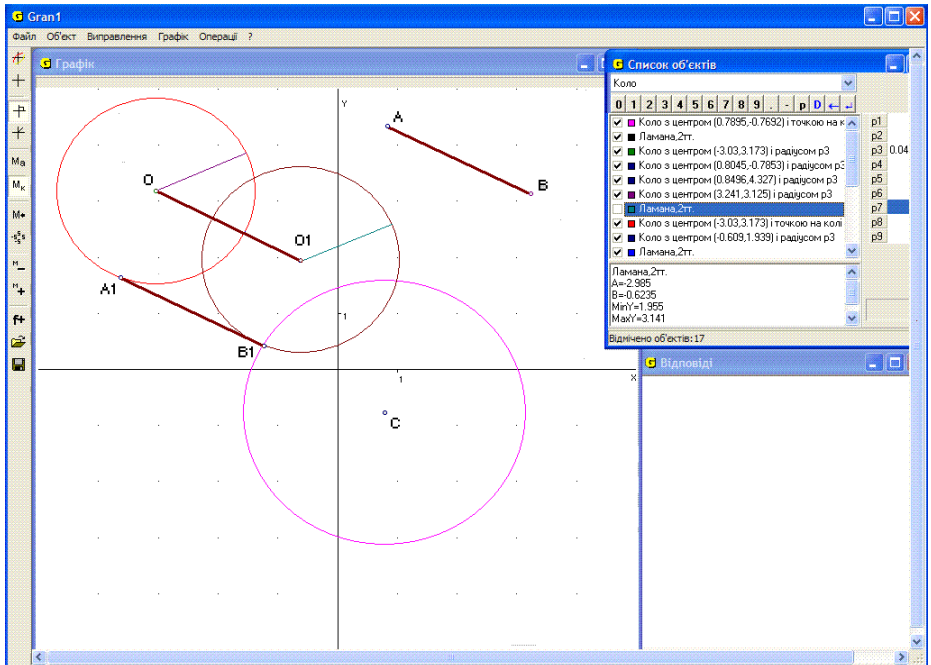 Gran1
Файл Об'єкт Виправлення Графік Операції ?
Графік
Y
A
B
O
O1
A1
B1
1
1
X
C
Список об'єктів
Коло
0 1 2 3 4 5 6 7 8 9 . - p D ← ↵
Коло з центром (0.7895,-0.7692) і точкою на к
Ламана,2тт.
Коло з центром (-3.03,3.173) і радіусом p3
Коло з центром (0.8045,-0.7853) і радіусом p3
Коло з центром (0.8496,4.327) і радіусом p3
Коло з центром (3.241,3.125) і радіусом p3
Ламана,2тт.
Коло з центром (-3.03,3.173) і точкою на колі
Коло з центром (-0.609,1.939) і радіусом p3
Ламана,2тт.
p1
p2
p3 0.04
p4
p5
p6
p7
p8
p9
Ламана,2тт.
A=-2.985
B=-0.6235
MinY=1.955
MaxY=3.141
Відмічено об'єктів:17
Відповіді
Ma
Mк
M
M
f+